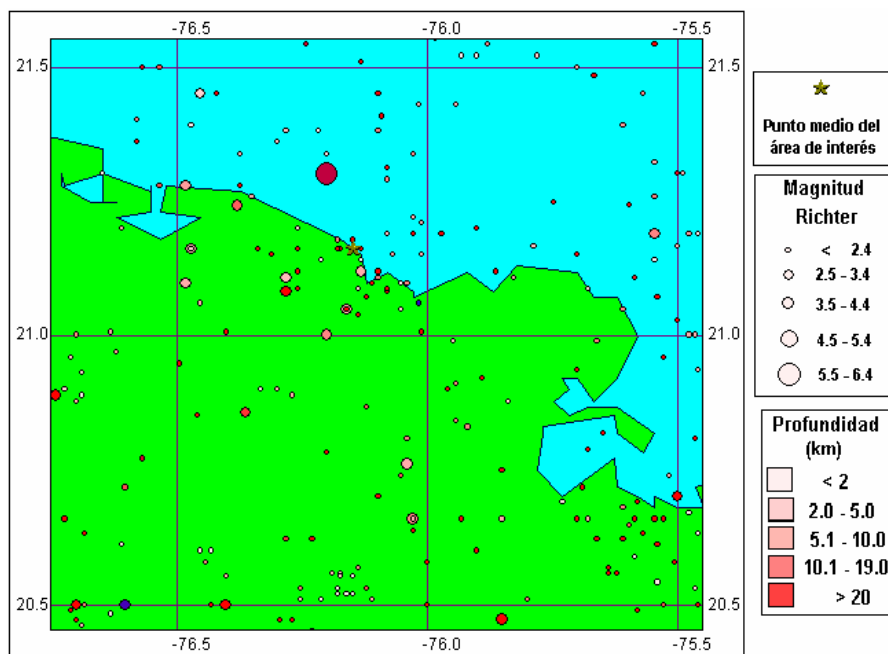 -76.5 -76.0 -75.5
21.5 21.5
21.0 21.0
20.5 20.5
-76.5 -76.0 -75.5
Punto medio del
área de interés
Magnitud
Richter
< 2.4
2.5 - 3.4
3.5 - 4.4
4.5 - 5.4
5.5 - 6.4
Profundidad
(km)
< 2
2.0 - 5.0
5.1 - 10.0
10.1 - 19.0
> 20